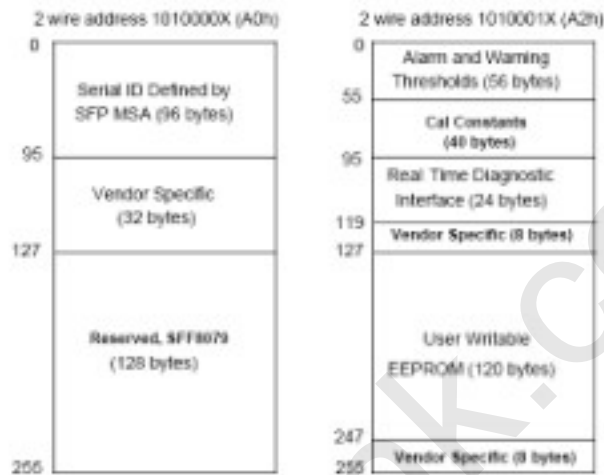 2 wire address 1010000X (A0h)
0
Serial ID Defined by
SFP MSA (96 bytes)
95
Vendor Specific
(32 bytes)
127
Reserved, SFF8079
(128 bytes)
255
2 wire address 1010001X (A2h)
0
Alarm and Warning
Thresholds (56 bytes)
55
Cal Constants
(40 bytes)
95
Real Time Diagnostic
Interface (24 bytes)
119
Vendor Specific (8 bytes)
127
User Writable
EEPROM (120 bytes)
247
Vendor Specific (8 bytes)
255